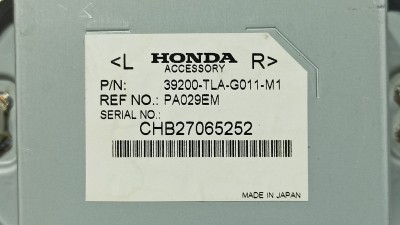 <L HONDA R>
ACCESSORY
P/N: 39200-TLA-G011-M1
REF NO.: PA029EM
SERIAL NO.:
CHB27065252
MADE IN JAPAN